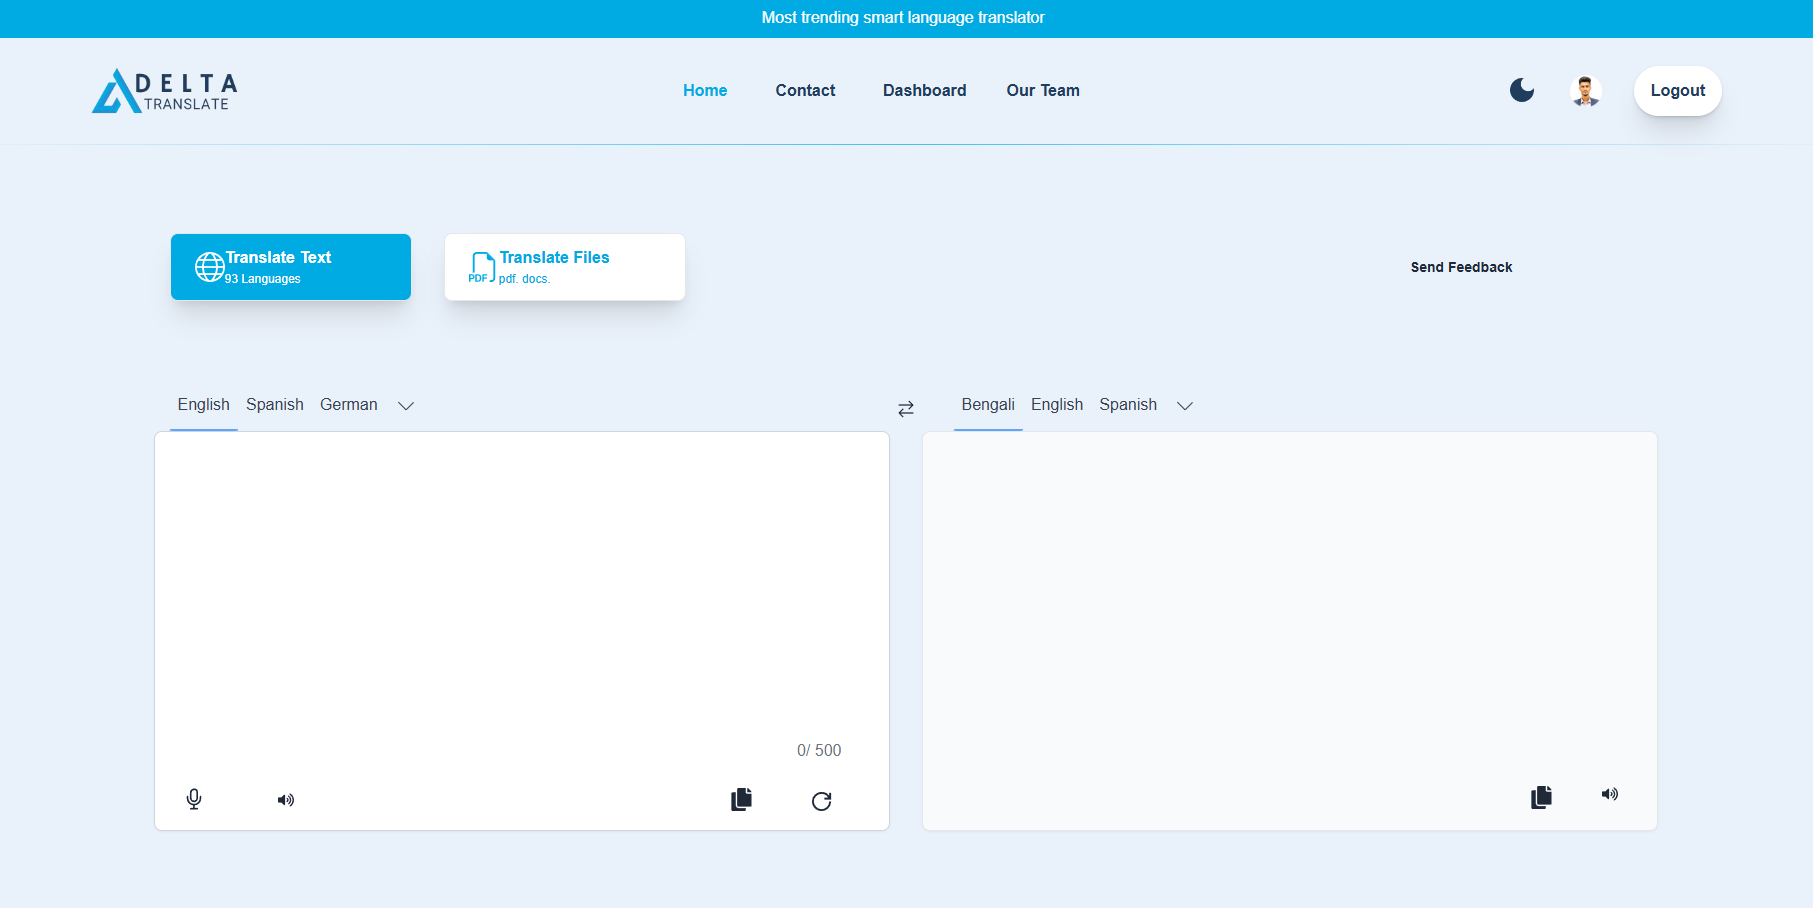 Most trending smart language translator
DELTA
TRANSLATE
Home Contact Dashboard Our Team
Logout
Translate Text
93 Languages
PDF
Translate Files
pdf. docs.
Send Feedback
English Spanish German
Bengali English Spanish
0/ 500